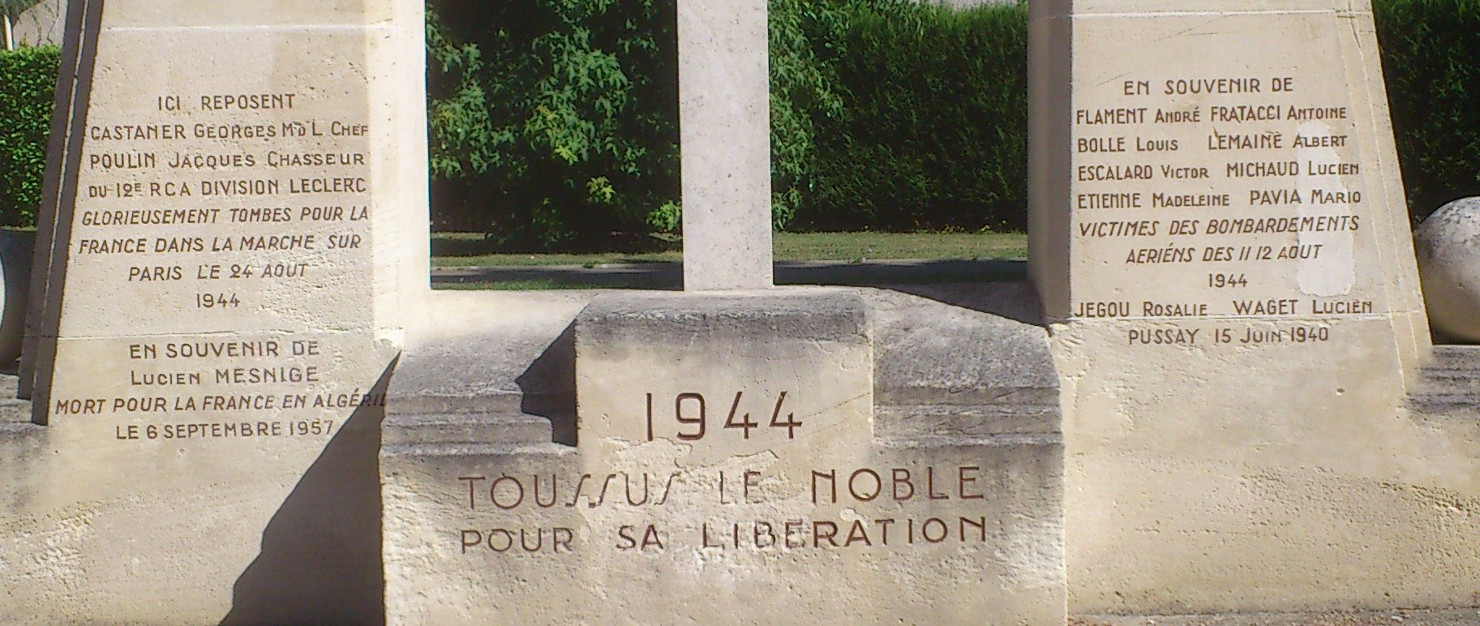 ICI REPOSENT
CASTANER GEORGES MDL CHEF
POULIN JACQUES CHASSEUR
DU 12E RCA DIVISION LECLERC
GLORIEUSEMENT TOMBES POUR LA
FRANCE DANS LA MARCHE SUR
PARIS LE 24 AOUT
1944
EN SOUVENIR DE
LUCIEN MESNIGE
MORT POUR LA FRANCE EN ALGÉRIE
LE 6 SEPTEMBRE 1957
1944
TOUSSUS LE NOBLE
POUR SA LIBERATION
EN SOUVENIR DE
FLAMENT ANDRÉ FRATACCI ANTOINE
BOLLE LOUIS LEMAINE ALBERT
ESCALARD VICTOR MICHAUD LUCIEN
ETIENNE MADELEINE PAVIA MARIO
VICTIMES DES BOMBARDEMENTS
AERIÉNS DES 11 12 AOUT
1944
JEGOU ROSALIE WAGET LUCIEN
PUSSAY 15 JUIN 1940